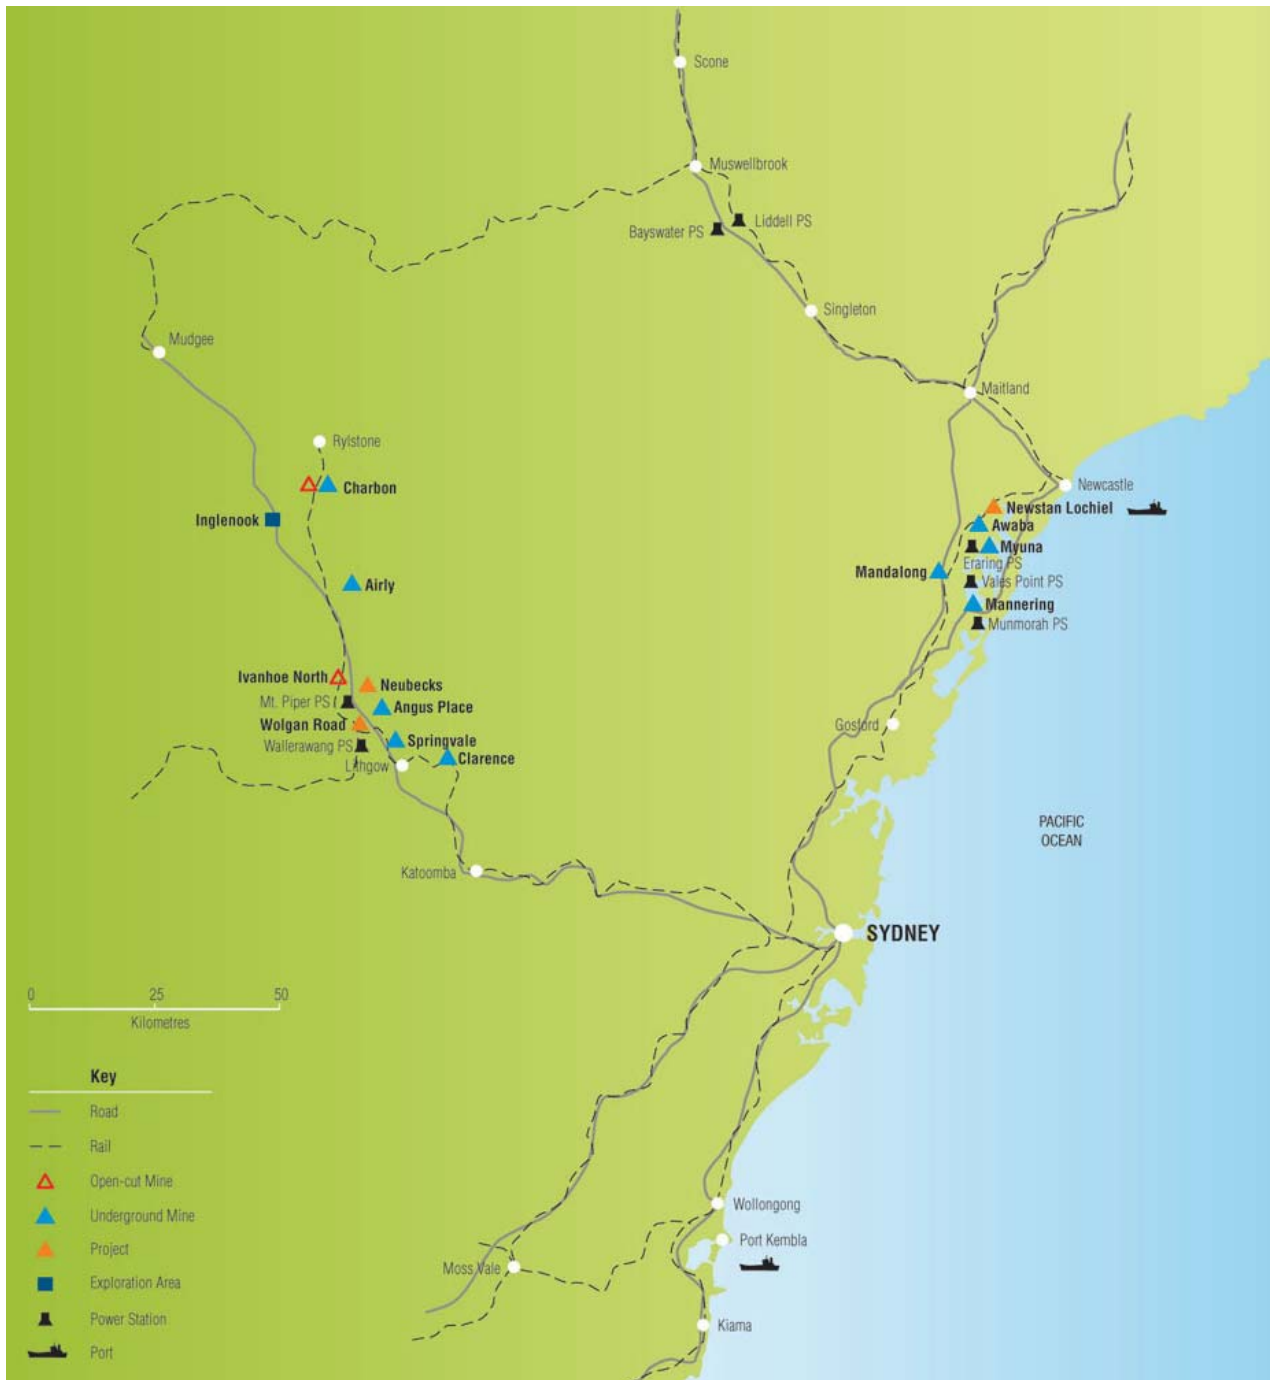 Scone
Muswellbrook
Liddell PS
Bayswater PS
Singleton
Mudgee
Maitland
Rylstone
Charbon
Newcastle
Inglenook
Newstan Lochiel
Awaba
Myuna
Eraring PS
Mandalong
Vales Point PS
Airly
Mannering
Munmorah PS
Ivanhoe North
Neubecks
Mt. Piper PS
Angus Place
Wolgan Road
Gosford
Springvale
Wallerawang PS
Clarence
Lithgow
PACIFIC
OCEAN
Katoomba
SYDNEY
0 25 50
Kilometres
Key
Road
Rail
Open-cut Mine
Underground Mine
Project
Exploration Area
Power Station
Port
Wollongong
Port Kembla
Moss Vale
Kiama